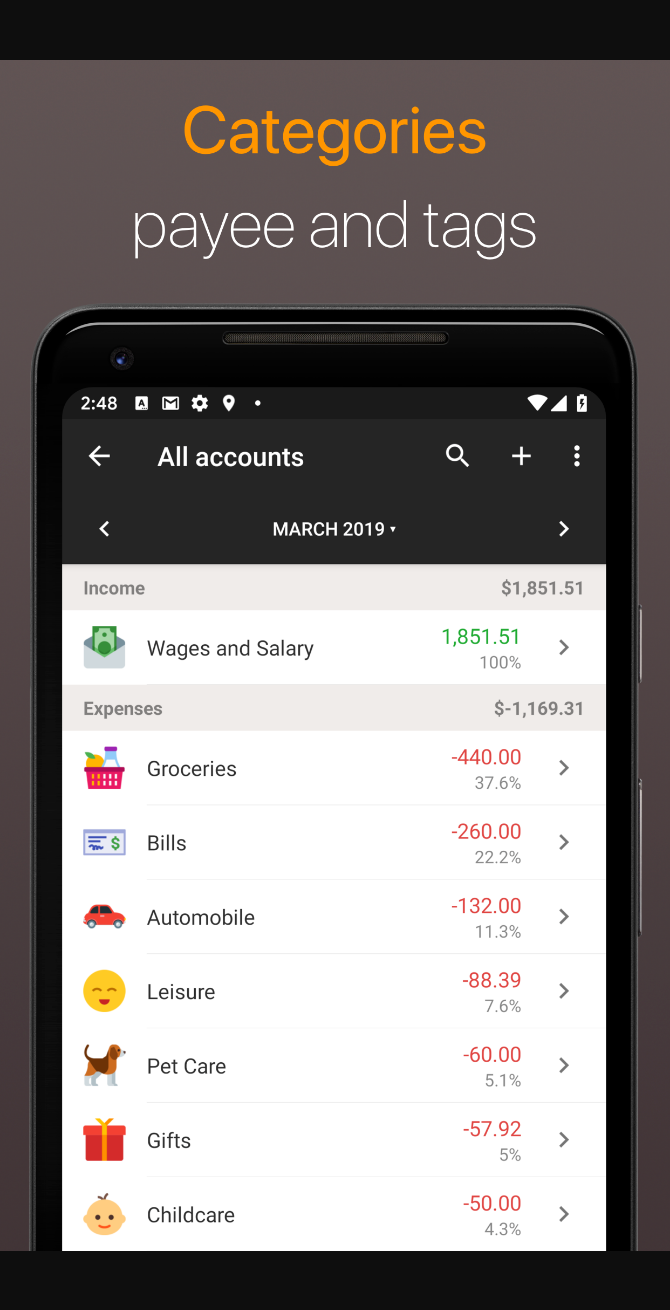 Categories
payee and tags
2:48
All accounts
MARCH 2019
Income $1,851.51
Wages and Salary 1,851.51
100%
Expenses $-1,169.31
Groceries -440.00
37.6%
Bills -260.00
22.2%
Automobile -132.00
11.3%
Leisure -88.39
7.6%
Pet Care -60.00
5.1%
Gifts -57.92
5%
Childcare -50.00
4.3%